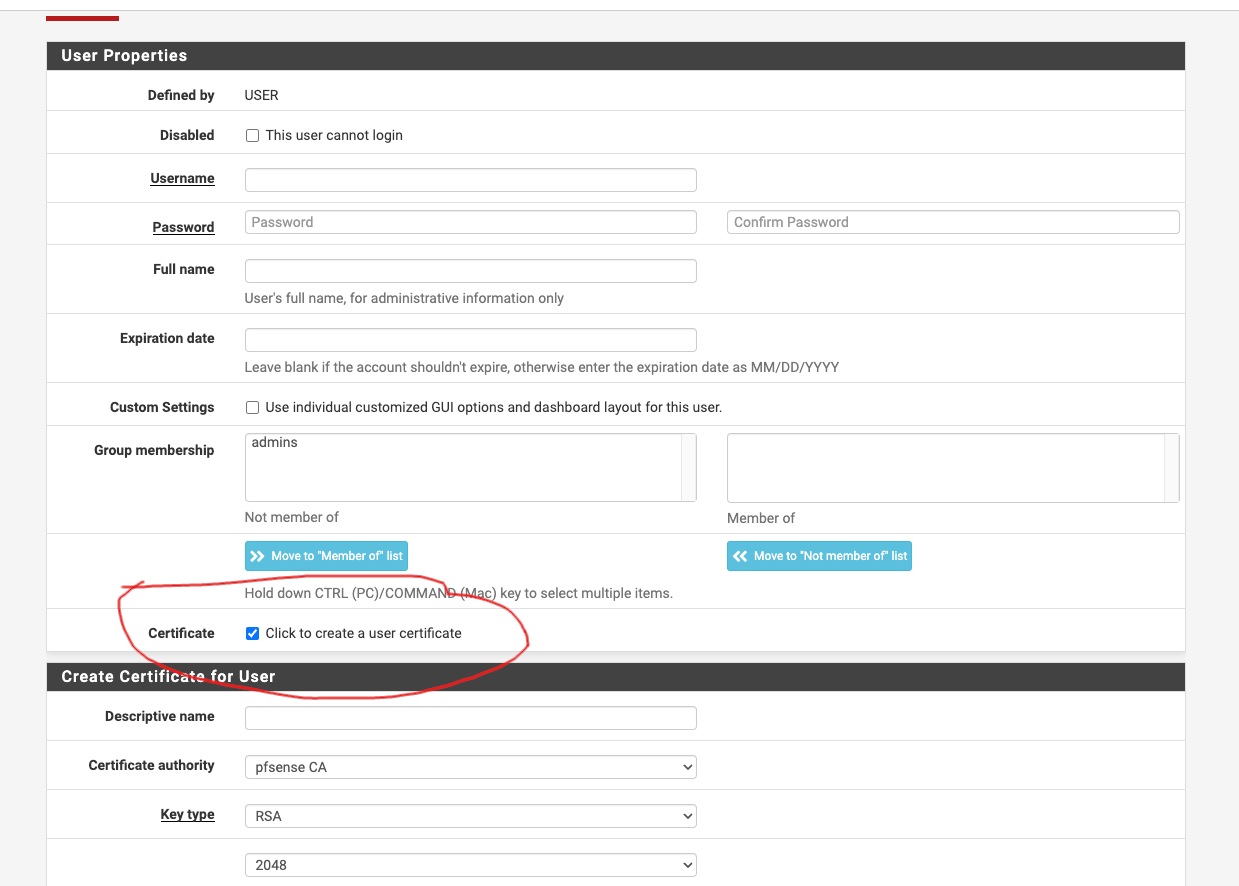 User Properties
Defined by USER
Disabled This user cannot login
Username
Password Password Confirm Password
Full name
User's full name, for administrative information only
Expiration date
Leave blank if the account shouldn't expire, otherwise enter the expiration date as MM/DD/YYYY
Custom Settings Use individual customized GUI options and dashboard layout for this user.
Group membership admins
Not member of Member of
Move to "Member of" list Move to "Not member of" list
Hold down CTRL (PC)/COMMAND (Mac) key to select multiple items.
Certificate Click to create a user certificate
Create Certificate for User
Descriptive name
Certificate authority pfsense CA
Key type RSA
2048